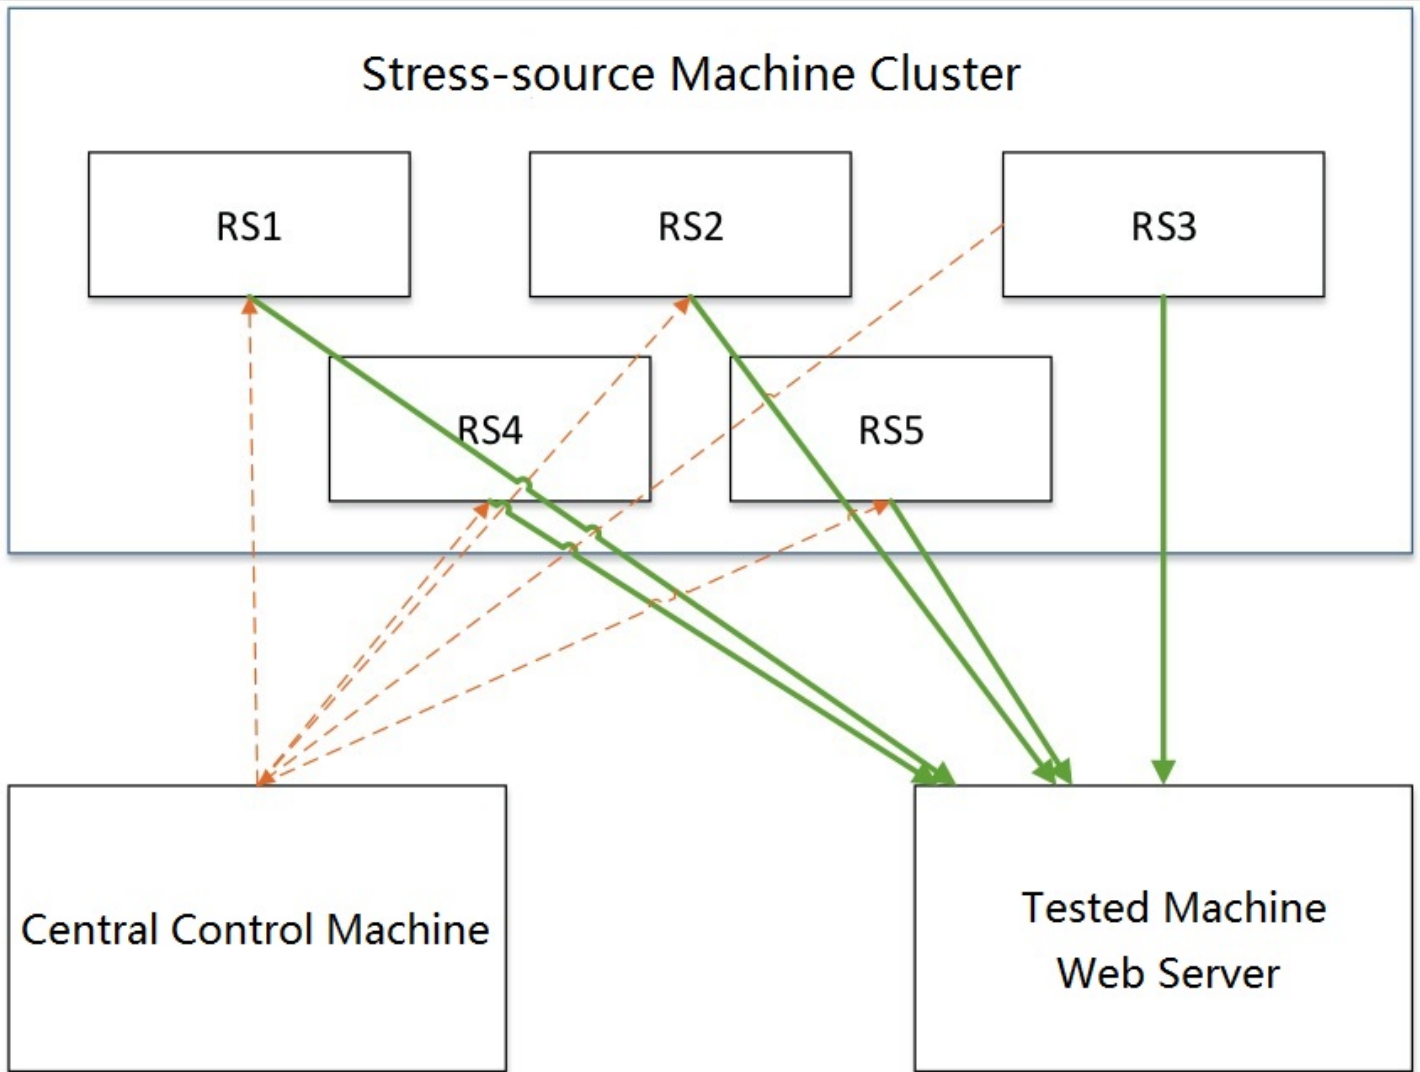 Stress-source Machine Cluster
RS1
RS2
RS3
RS4
RS5
Central Control Machine
Tested Machine
Web Server